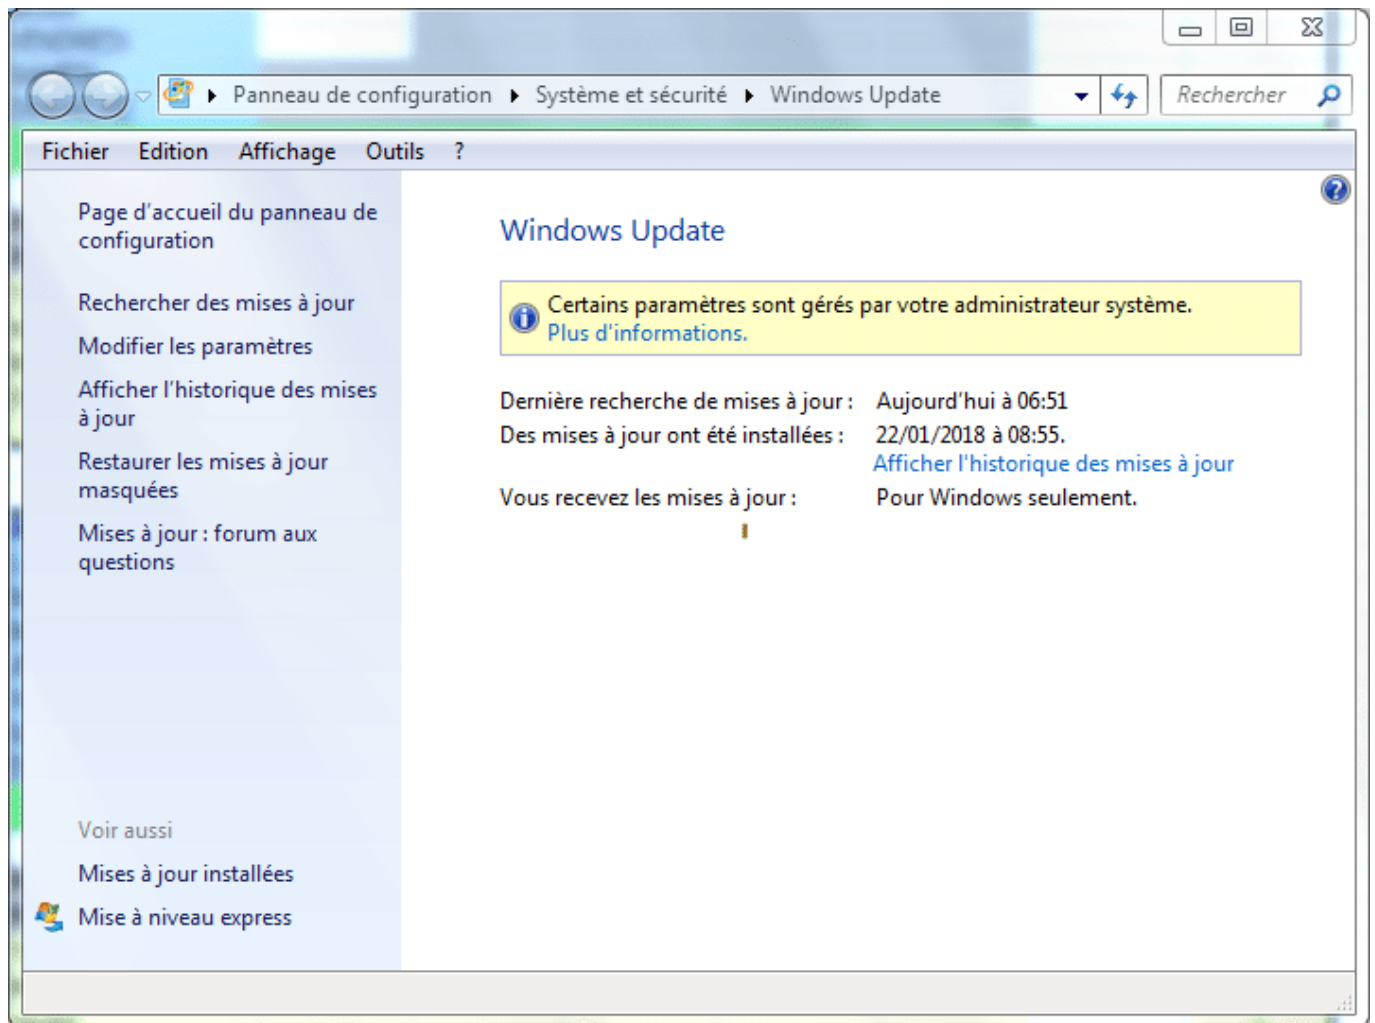 Panneau de configuration Système et sécurité Windows Update Rechercher
Fichier Edition Affichage Outils ?
Page d'accueil du panneau de
configuration
Rechercher des mises à jour
Modifier les paramètres
Afficher l'historique des mises
à jour
Restaurer les mises à jour
masquées
Mises à jour : forum aux
questions
Voir aussi
Mises à jour installées
Mise à niveau express
Windows Update
Certains paramètres sont gérés par votre administrateur système.
Plus d'informations.
Dernière recherche de mises à jour : Aujourd'hui à 06:51
Des mises à jour ont été installées : 22/01/2018 à 08:55.
Afficher l'historique des mises à jour
Vous recevez les mises à jour : Pour Windows seulement.